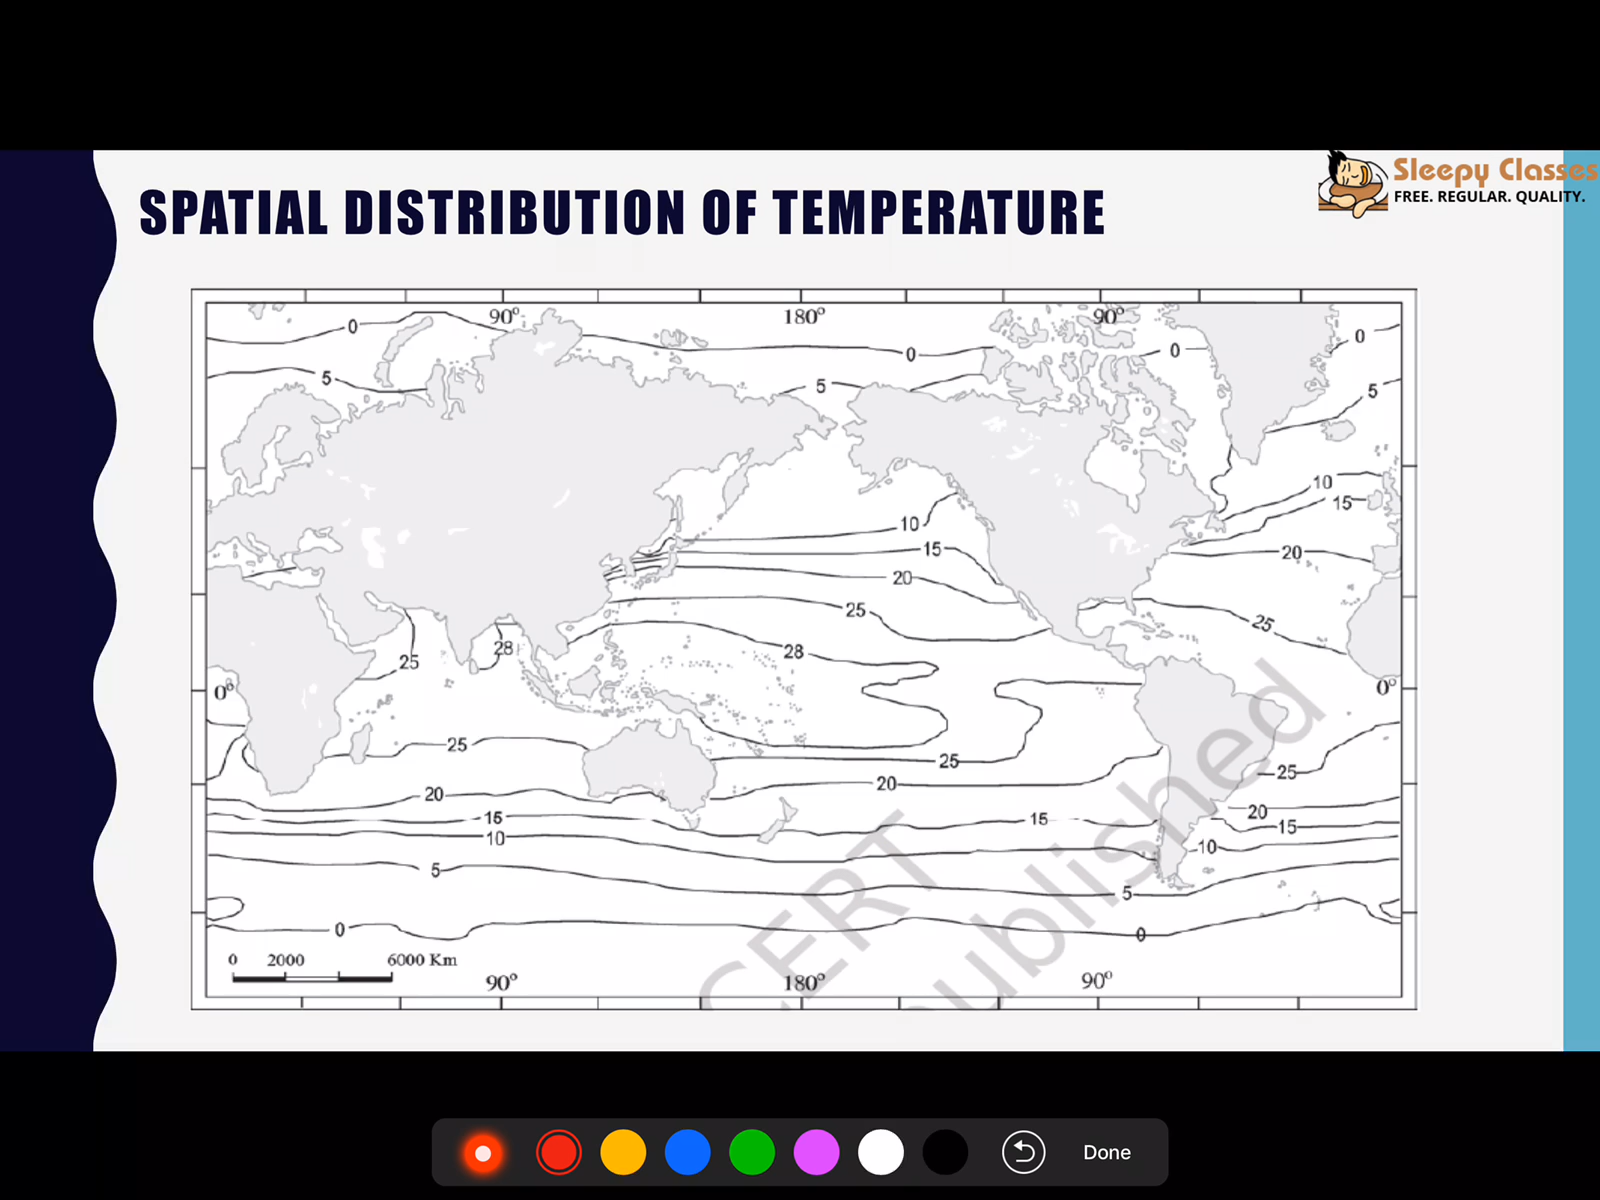 Sleepy Classes
FREE. REGULAR. QUALITY.
SPATIAL DISTRIBUTION OF TEMPERATURE
90° 180° 90°
0 0 0 0
5 5 5
10 10
15 15
20 20
25 25
28 28
25
0° 0°
25 25 25
20 20 20
15 15 15
10 10
5 5
0 0
0 2000 6000 Km
90° 180° 90°
CERT
published
Done